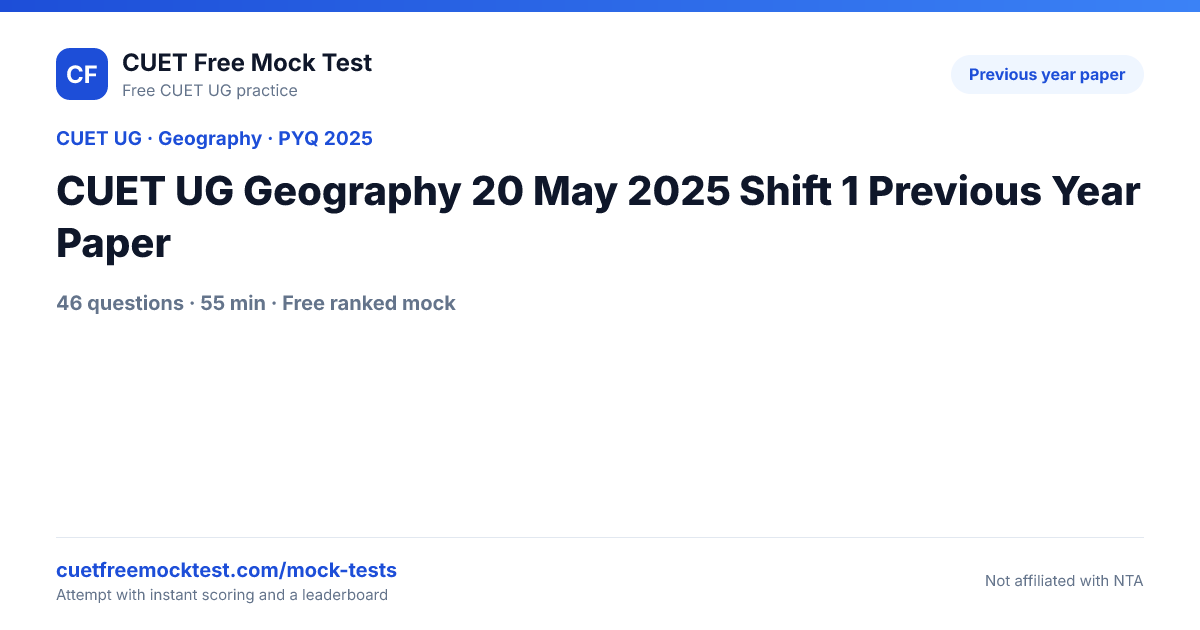 CF
CUET Free Mock Test
Free CUET UG practice
Previous year paper
CUET UG · Geography · PYQ 2025
CUET UG Geography 20 May 2025 Shift 1 Previous Year
Paper
46 questions · 55 min · Free ranked mock
cuetfreemocktest.com/mock-tests
Attempt with instant scoring and a leaderboard
Not affiliated with NTA